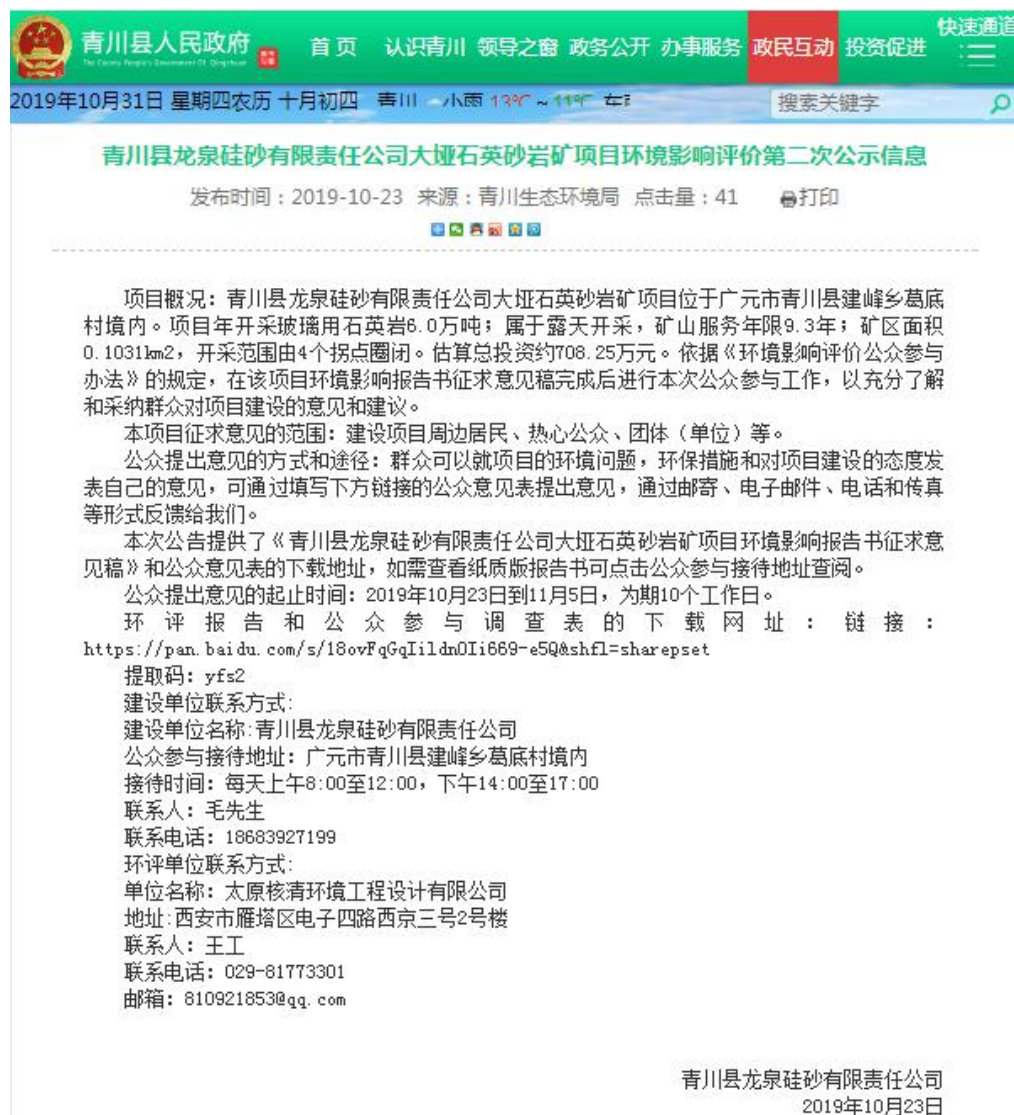 青川县人民政府 首页 认识青川 领导之窗 政务公开 办事服务 政民互动 投资促进 快速通道
The County People's Government Of Qingchuan
2019年10月31日 星期四农历 十月初四 青川 小雨 13℃ ~ 11℃ 搜索关键字
青川县龙泉硅砂有限责任公司大垭石英砂岩矿项目环境影响评价第二次公示信息
发布时间：2019-10-23 来源：青川生态环境局 点击量：41 打印
项目概况：青川县龙泉硅砂有限责任公司大垭石英砂岩矿项目位于广元市青川县建峰乡葛底
村境内。项目年开采玻璃用石英岩6.0万吨；属于露天开采，矿山服务年限9.3年；矿区面积
0.1031km2，开采范围由4个拐点圈闭。估算总投资约708.25万元。依据《环境影响评价公众参与
办法》的规定，在该项目环境影响报告书征求意见稿完成后进行本次公众参与工作，以充分了解
和采纳群众对项目建设的意见和建议。
本项目征求意见的范围：建设项目周边居民、热心公众、团体（单位）等。
公众提出意见的方式和途径：群众可以就项目的环境问题，环保措施和对项目建设的态度发
表自己的意见，可通过填写下方链接的公众意见表提出意见，通过邮寄、电子邮件、电话和传真
等形式反馈给我们。
本次公告提供了《青川县龙泉硅砂有限责任公司大垭石英砂岩矿项目环境影响报告书征求意
见稿》和公众意见表的下载地址，如需查看纸质版报告书可点击公众参与接待地址查阅。
公众提出意见的起止时间：2019年10月23日到11月5日，为期10个工作日。
环评报告和公众参与调查表的下载网址：链接：
https://pan.baidu.com/s/18ovFqGqIildnOIi669-e5Q&shfl=sharepset
提取码：yfs2
建设单位联系方式:
建设单位名称:青川县龙泉硅砂有限责任公司
公众参与接待地址：广元市青川县建峰乡葛底村境内
接待时间：每天上午8:00至12:00，下午14:00至17:00
联系人：毛先生
联系电话：18683927199
环评单位联系方式:
单位名称：太原核清环境工程设计有限公司
地址:西安市雁塔区电子四路西京三号2号楼
联系人：王工
联系电话：029-81773301
邮箱：810921853@qq.com
青川县龙泉硅砂有限责任公司
2019年10月23日